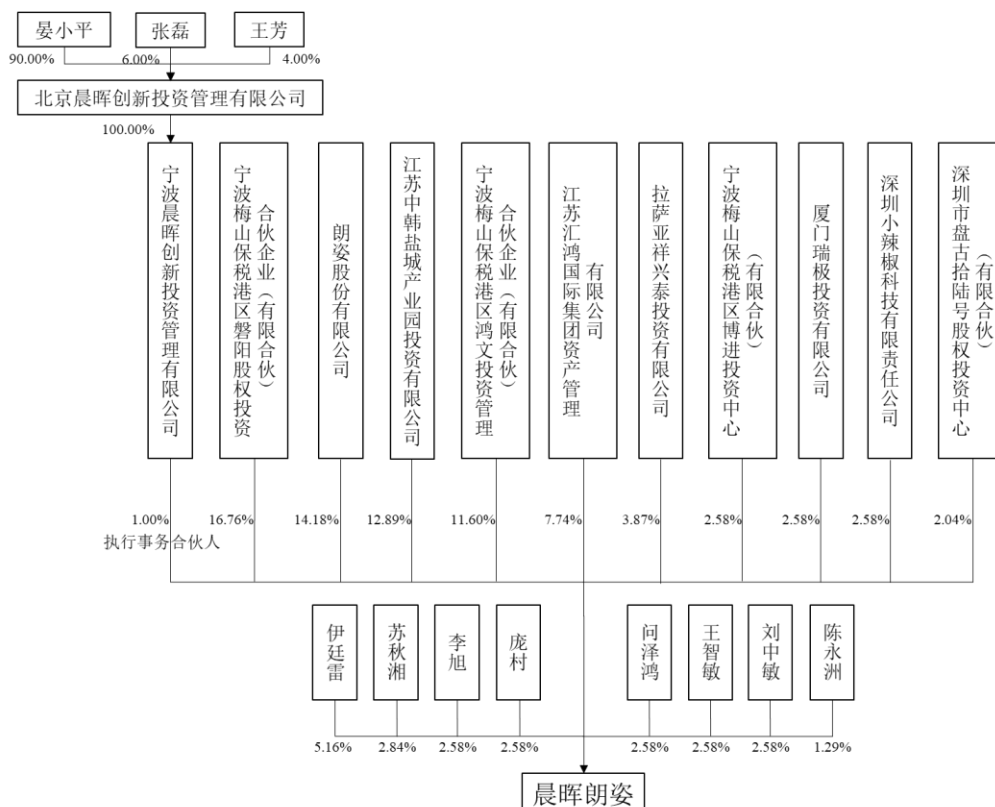 晏小平
张磊
王芳
90.00%
6.00%
4.00%
北京晨晖创新投资管理有限公司
100.00%
宁波晨晖创新投资管理有限公司
宁波梅山保税港区磐阳股权投资
合伙企业（有限合伙）
朗姿股份有限公司
江苏中韩盐城产业园投资有限公司
宁波梅山保税港区鸿文投资管理
合伙企业（有限合伙）
江苏汇鸿国际集团资产管理
有限公司
拉萨亚祥兴泰投资有限公司
宁波梅山保税港区博进投资中心
（有限合伙）
厦门瑞极投资有限公司
深圳小辣椒科技有限责任公司
深圳市盘古拾陆号股权投资中心
（有限合伙）
1.00%
16.76%
14.18%
12.89%
11.60%
7.74%
3.87%
2.58%
2.58%
2.58%
2.04%
执行事务合伙人
伊廷雷
苏秋湘
李旭
庞村
问泽鸿
王智敏
刘中敏
陈永洲
5.16%
2.84%
2.58%
2.58%
2.58%
2.58%
2.58%
1.29%
晨晖朗姿